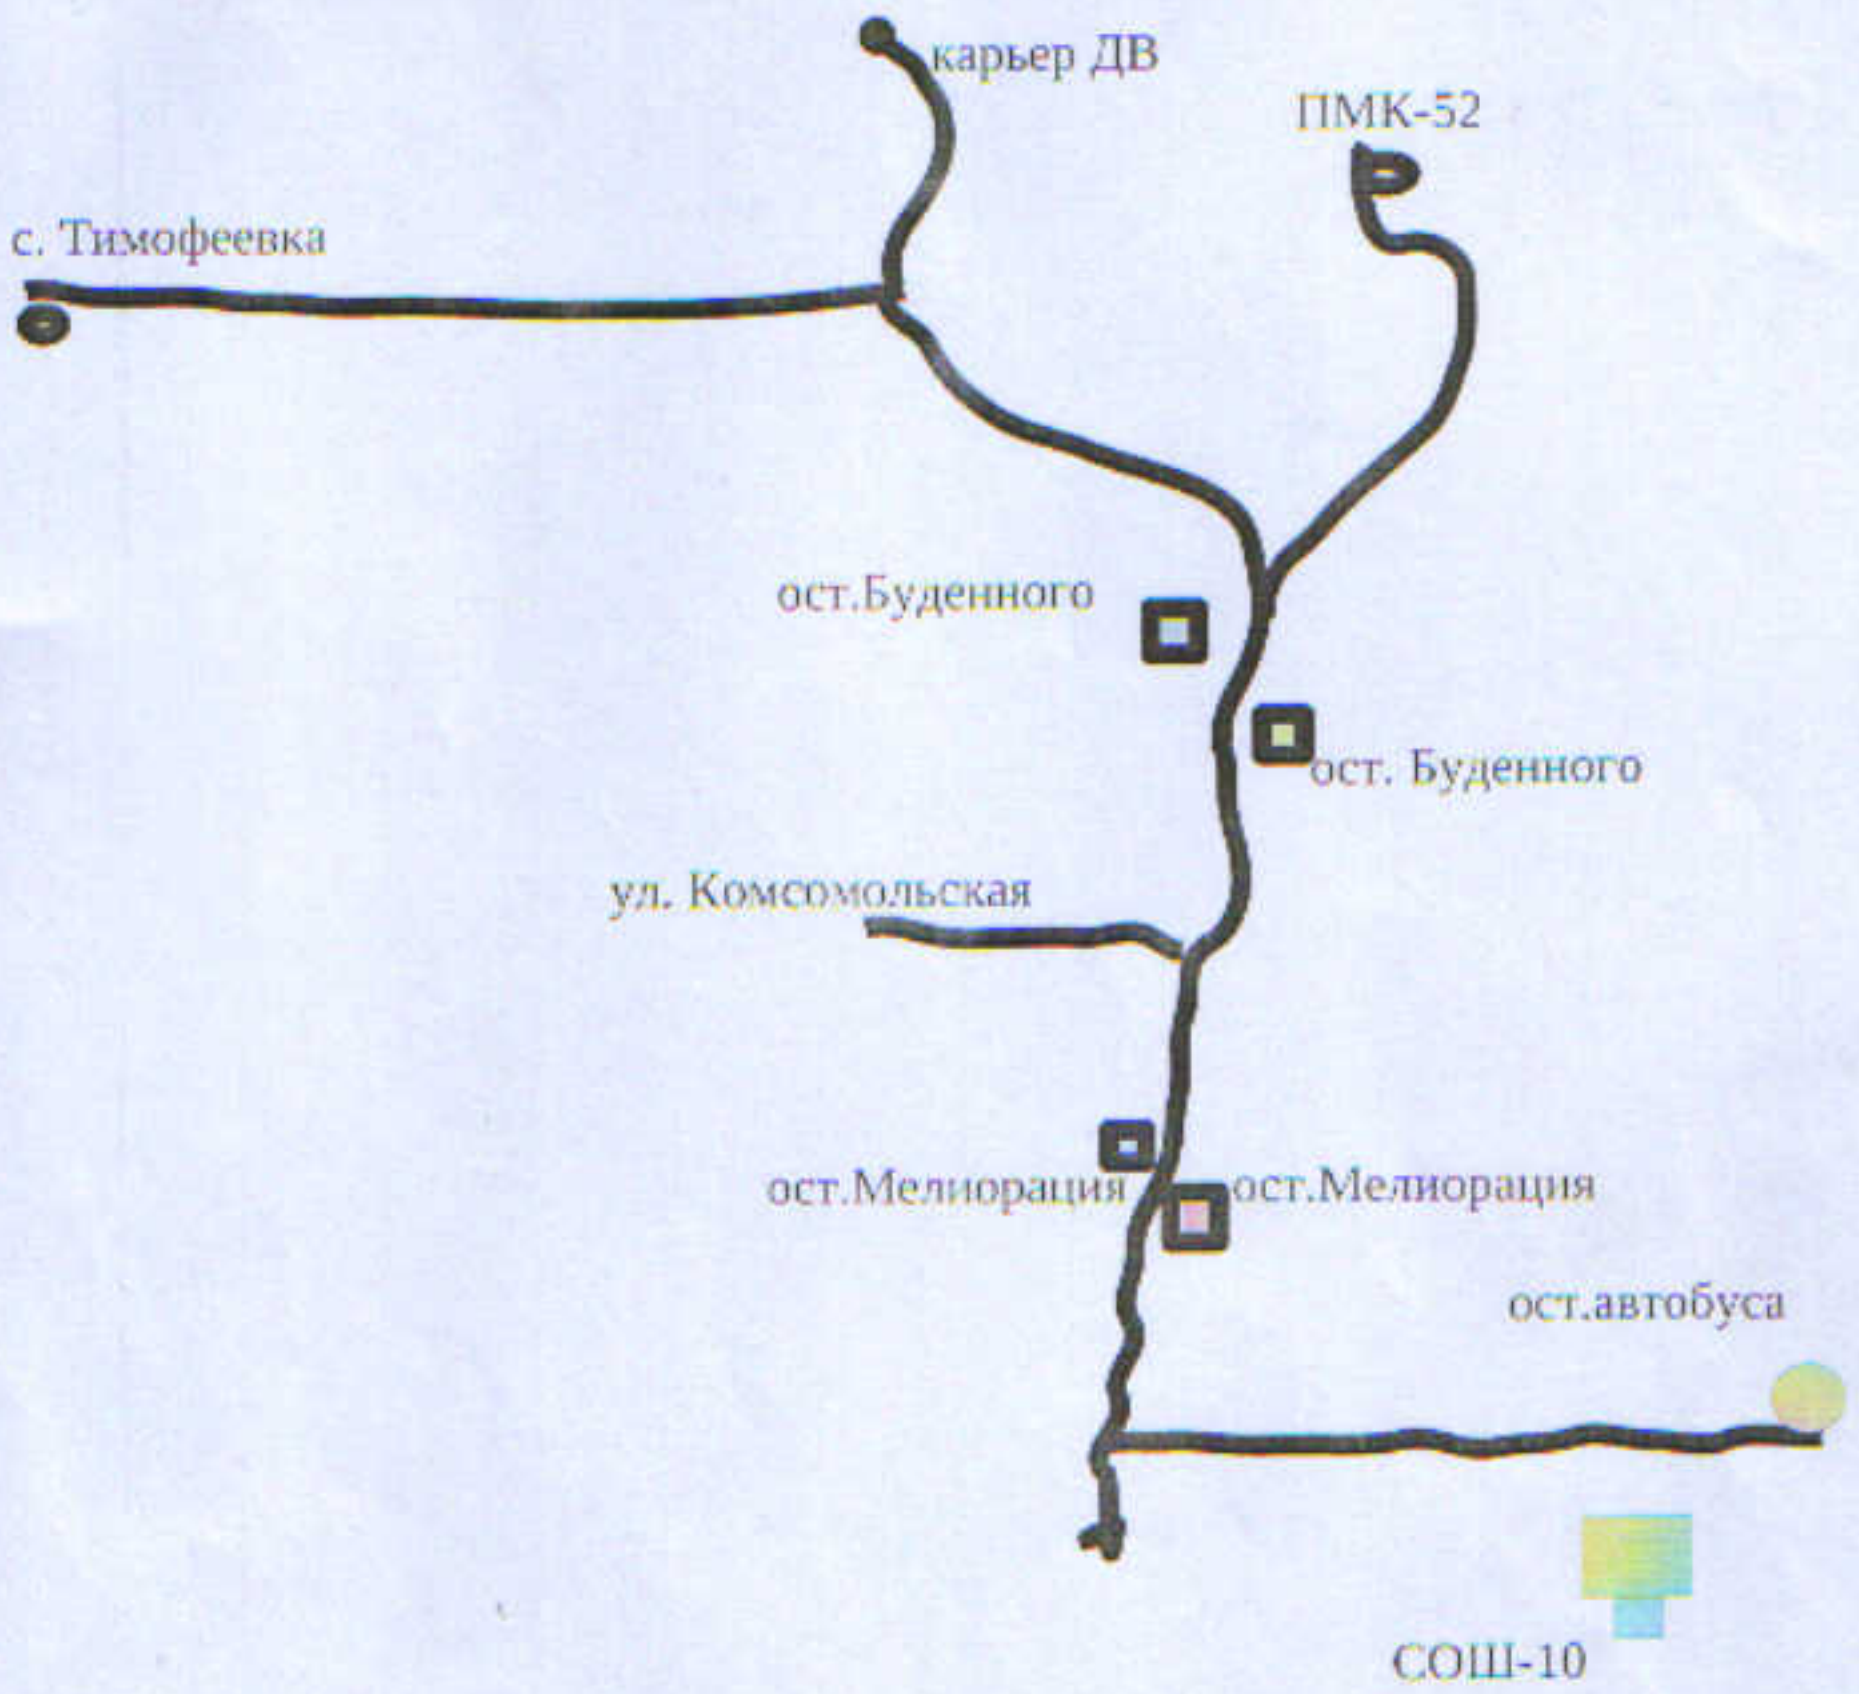 карьер ДВ
ПМК-52
с. Тимофеевка
ост.Буденного
ост. Буденного
ул. Комсомольская
ост.Мелиорация
ост.Мелиорация
ост.автобуса
СОШ-10